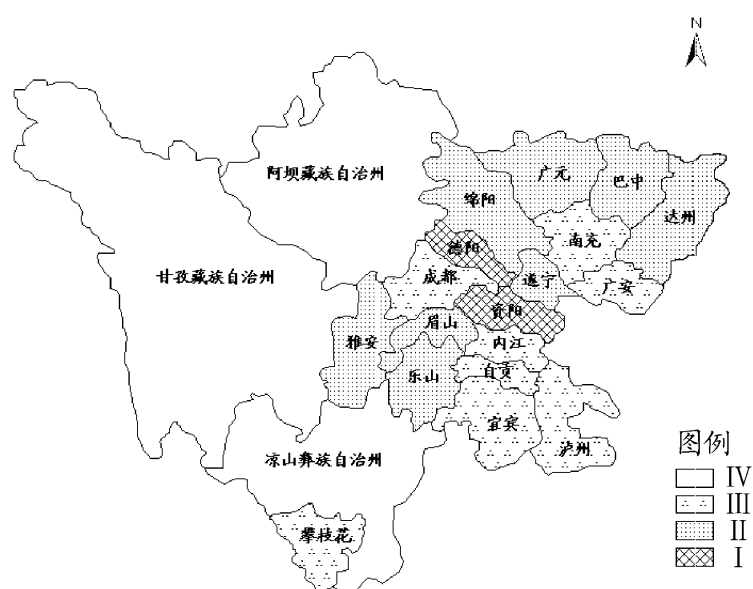 N
阿坝藏族自治州
广元
巴中
绵阳
达州
南充
德阳
甘孜藏族自治州
成都
遂宁
广安
资阳
眉山
雅安
内江
自贡
乐山
宜宾
泸州
凉山彝族自治州
攀枝花
图例
IV
III
II
I